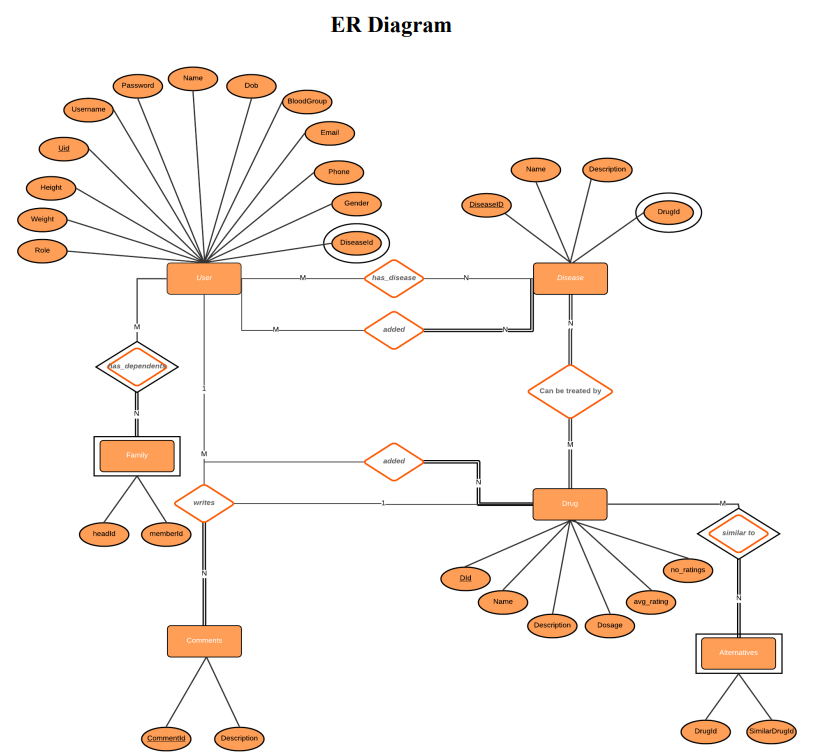 ER Diagram
Name
Password
Dob
BloodGroup
Username
Email
Uid
Phone
Height
Gender
Weight
DiseaseId
Role
Name
Description
DiseaseID
DrugId
User
M
has_disease
N
Disease
M
added
N
M
has_dependents
N
Family
headId
memberId
1
N
Can be treated by
M
M
added
N
writes
1
Drug
M
similar to
N
N
DId
Name
Description
Dosage
avg_rating
no_ratings
Comments
CommentId
Description
Alternatives
DrugId
SimilarDrugId